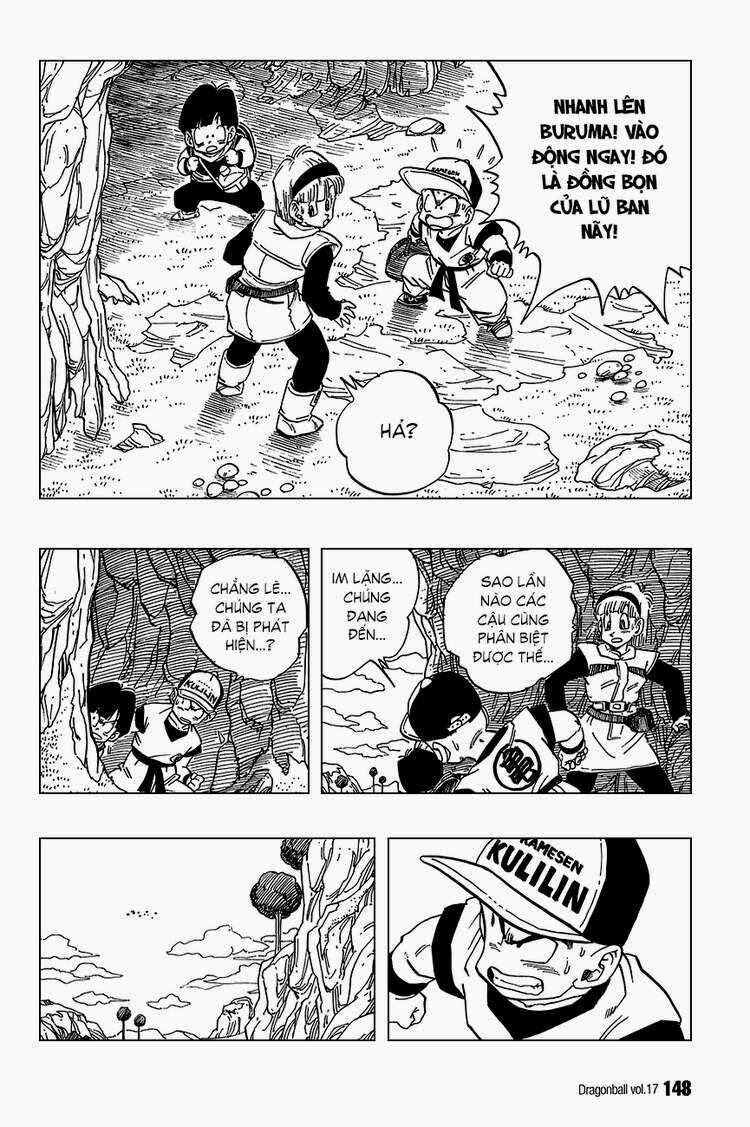 NHANH LÊN
BURUMA! VÀO
ĐỘNG NGAY! ĐÓ
LÀ ĐỒNG BỌN
CỦA LŨ BAN
NÃY!
KAMESEN
HẢ?
SAO LẦN
NÀO CÁC
CẬU CŨNG
PHÂN BIỆT
ĐƯỢC THẾ...
IM LẶNG...
CHÚNG
ĐANG
ĐẾN...
CHẲNG LẼ...
CHÚNG TA
ĐÃ BỊ PHÁT
HIỆN...?
KULILIN
KAMESEN
KULILIN
Dragonball vol.17 148